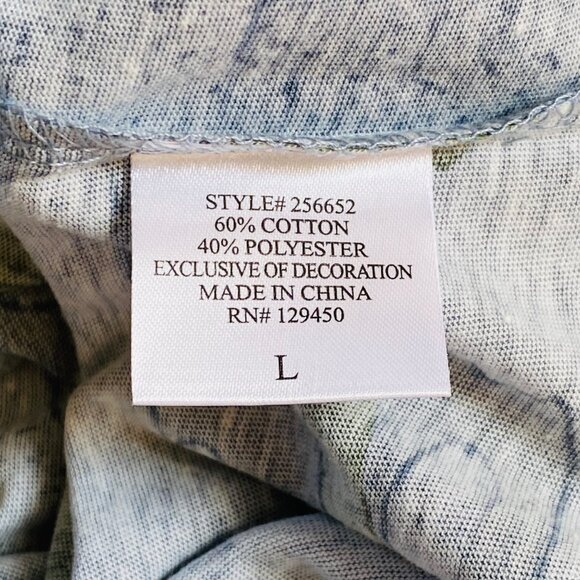 STYLE# 256652
60% COTTON
40% POLYESTER
EXCLUSIVE OF DECORATION
MADE IN CHINA
RN# 129450
L